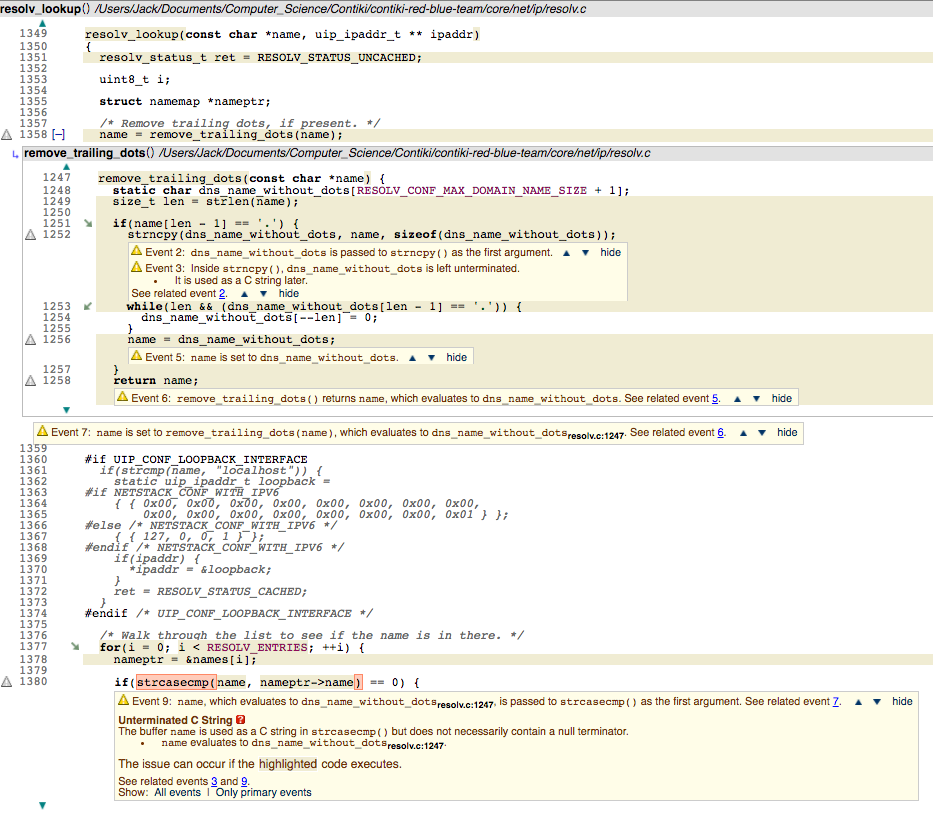 resolv_lookup() /Users/Jack/Documents/Computer_Science/Contiki/contiki-red-blue-team/core/net/ip/resolv.c
1349 resolv_lookup(const char *name, uip_ipaddr_t ** ipaddr)
1350 {
1351 resolv_status_t ret = RESOLV_STATUS_UNCACHED;
1352
1353 uint8_t i;
1354
1355 struct namemap *nameptr;
1356
1357 /* Remove trailing dots, if present. */
1358 [–] name = remove_trailing_dots(name);
remove_trailing_dots() /Users/Jack/Documents/Computer_Science/Contiki/contiki-red-blue-team/core/net/ip/resolv.c
1247 remove_trailing_dots(const char *name) {
1248 static char dns_name_without_dots[RESOLV_CONF_MAX_DOMAIN_NAME_SIZE + 1];
1249 size_t len = strlen(name);
1250
1251 if(name[len - 1] == '.') {
1252 strncpy(dns_name_without_dots, name, sizeof(dns_name_without_dots));
Event 2: dns_name_without_dots is passed to strncpy() as the first argument. ▲ ▼ hide
Event 3: Inside strncpy(), dns_name_without_dots is left unterminated.
• It is used as a C string later.
See related event 2. ▲ ▼ hide
1253 while(len && (dns_name_without_dots[len - 1] == '.')) {
1254 dns_name_without_dots[--len] = 0;
1255 }
1256 name = dns_name_without_dots;
Event 5: name is set to dns_name_without_dots. ▲ ▼ hide
1257 }
1258 return name;
Event 6: remove_trailing_dots() returns name, which evaluates to dns_name_without_dots. See related event 5. ▲ ▼ hide
Event 7: name is set to remove_trailing_dots(name), which evaluates to dns_name_without_dots resolv.c:1247. See related event 6. ▲ ▼ hide
1359
1360 #if UIP_CONF_LOOPBACK_INTERFACE
1361 if(strcmp(name, "localhost")) {
1362 static uip_ipaddr_t loopback =
1363 #if NETSTACK_CONF_WITH_IPV6
1364 { { 0x00, 0x00, 0x00, 0x00, 0x00, 0x00, 0x00, 0x00,
1365 0x00, 0x00, 0x00, 0x00, 0x00, 0x00, 0x00, 0x01 } };
1366 #else /* NETSTACK_CONF_WITH_IPV6 */
1367 { { 127, 0, 0, 1 } };
1368 #endif /* NETSTACK_CONF_WITH_IPV6 */
1369 if(ipaddr) {
1370 *ipaddr = &loopback;
1371 }
1372 ret = RESOLV_STATUS_CACHED;
1373 }
1374 #endif /* UIP_CONF_LOOPBACK_INTERFACE */
1375
1376 /* Walk through the list to see if the name is in there. */
1377 for(i = 0; i < RESOLV_ENTRIES; ++i) {
1378 nameptr = &names[i];
1379
1380 if(strcasecmp(name, nameptr->name) == 0) {
Event 9: name, which evaluates to dns_name_without_dots resolv.c:1247, is passed to strcasecmp() as the first argument. See related event 7. ▲ ▼ hide
Unterminated C String ?
The buffer name is used as a C string in strcasecmp() but does not necessarily contain a null terminator.
• name evaluates to dns_name_without_dots resolv.c:1247.
The issue can occur if the highlighted code executes.
See related events 3 and 9.
Show: All events | Only primary events